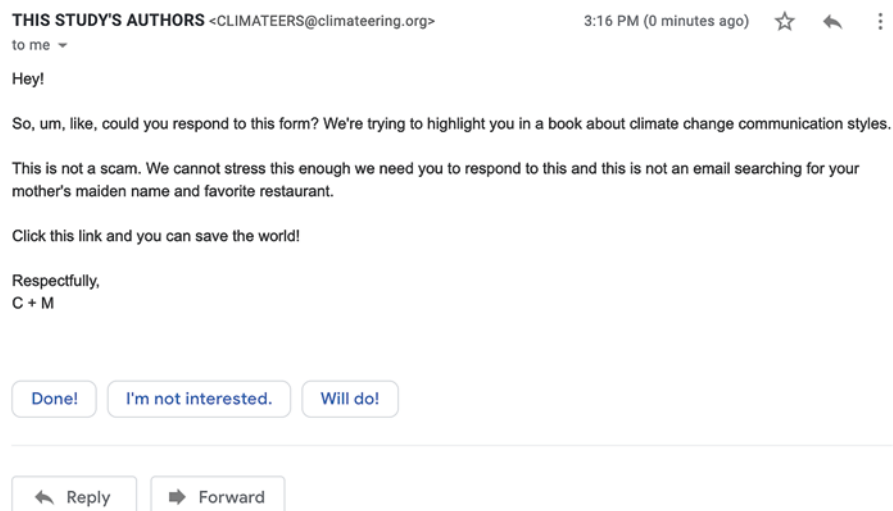 THIS STUDY'S AUTHORS <CLIMATEERS@climateering.org>
3:16 PM (0 minutes ago)
to me
Hey!
So, um, like, could you respond to this form? We're trying to highlight you in a book about climate change communication styles.
This is not a scam. We cannot stress this enough we need you to respond to this and this is not an email searching for your
mother's maiden name and favorite restaurant.
Click this link and you can save the world!
Respectfully,
C + M
Done!
I'm not interested.
Will do!
Reply
Forward